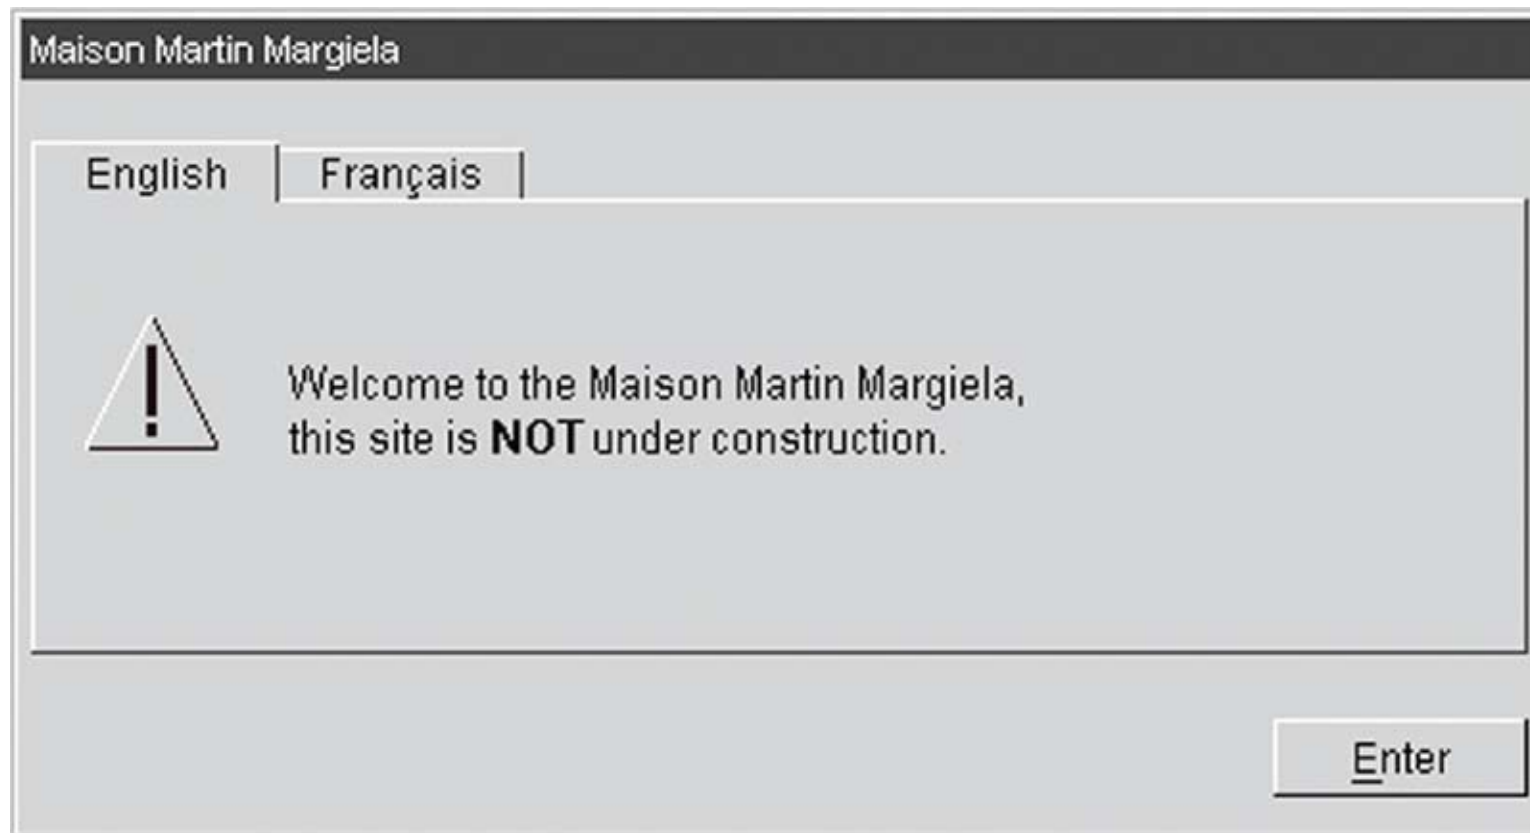 Maison Martin Margiela
English
Français
!
Welcome to the Maison Martin Margiela,
this site is NOT under construction.
Enter